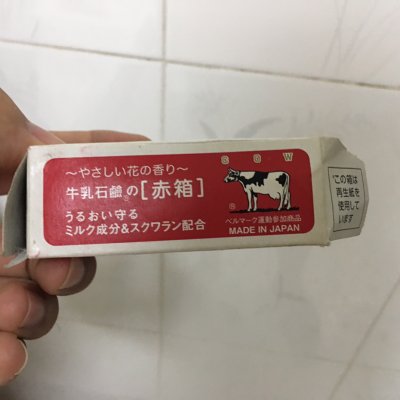 ～やさしい花の香り～
牛乳石鹸の［赤箱］
うるおい守る
ミルク成分&スクワラン配合
C O W
®
ベルマーク運動参加商品
MADE IN JAPAN
この箱は
再生紙を
使用して
います